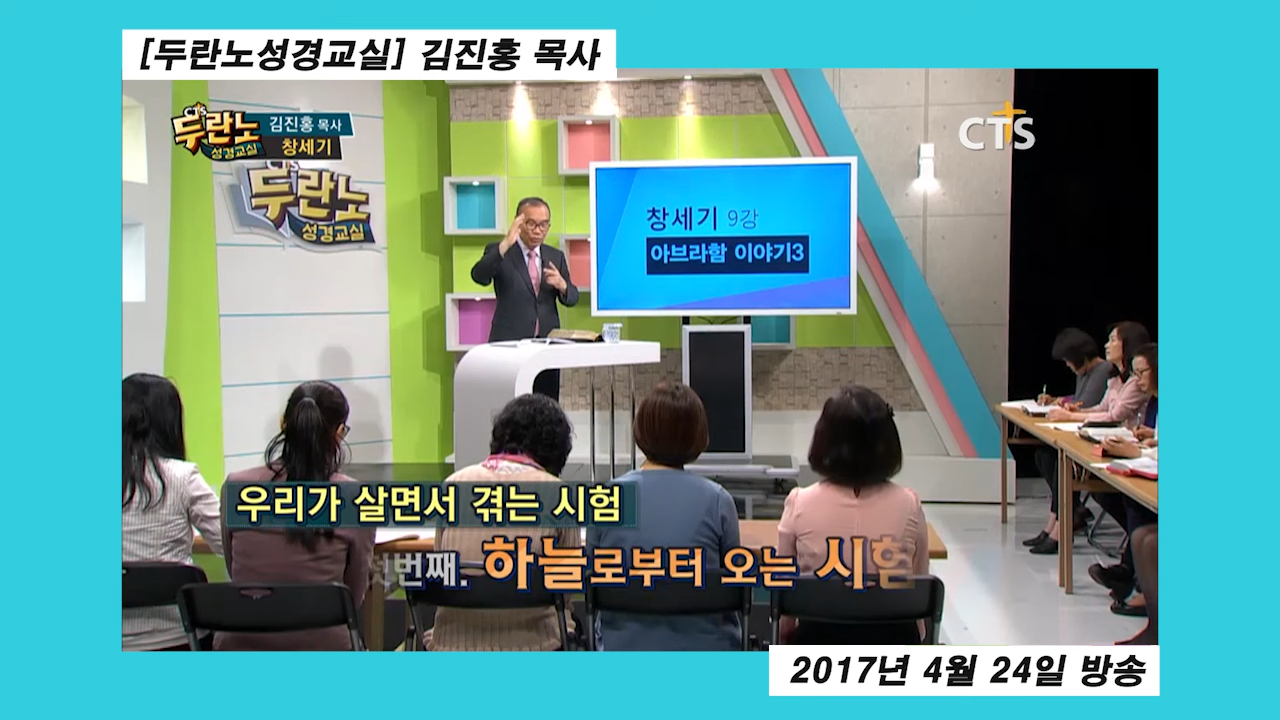 [두란노성경교실] 김진홍 목사
CTS
두란노
성경교실
김진홍 목사
창세기
CTS
두란노
성경교실
창세기 9강
아브라함 이야기3
우리가 살면서 겪는 시험
첫번째. 하늘로부터 오는 시험
2017년 4월 24일 방송